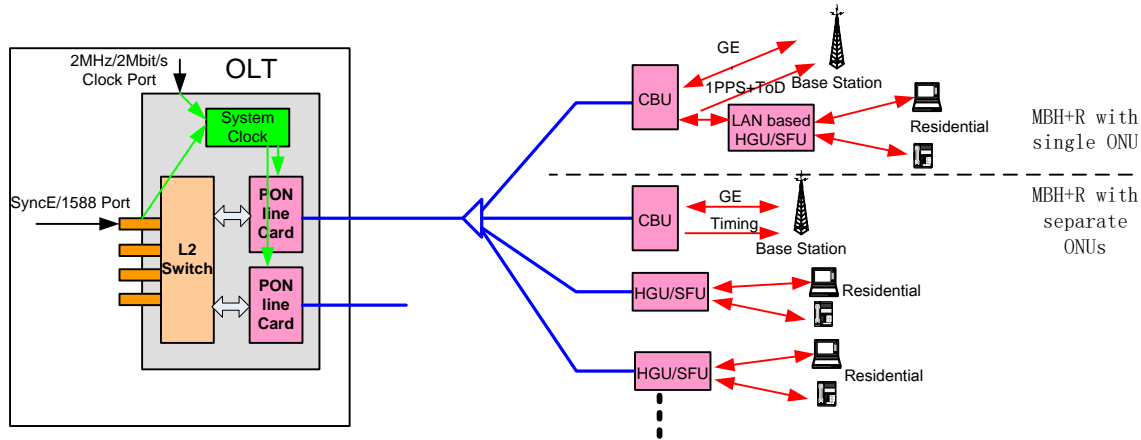 2MHz/2Mbit/s
Clock Port
OLT
System
Clock
SyncE/1588 Port
PON
line
Card
L2
Switch
PON
line
Card
CBU
GE
1PPS+ToD
Base Station
LAN based
HGU/SFU
Residential
MBH+R with
single ONU
CBU
GE
Timing
Base Station
MBH+R with
separate
ONUs
HGU/SFU
Residential
HGU/SFU
Residential